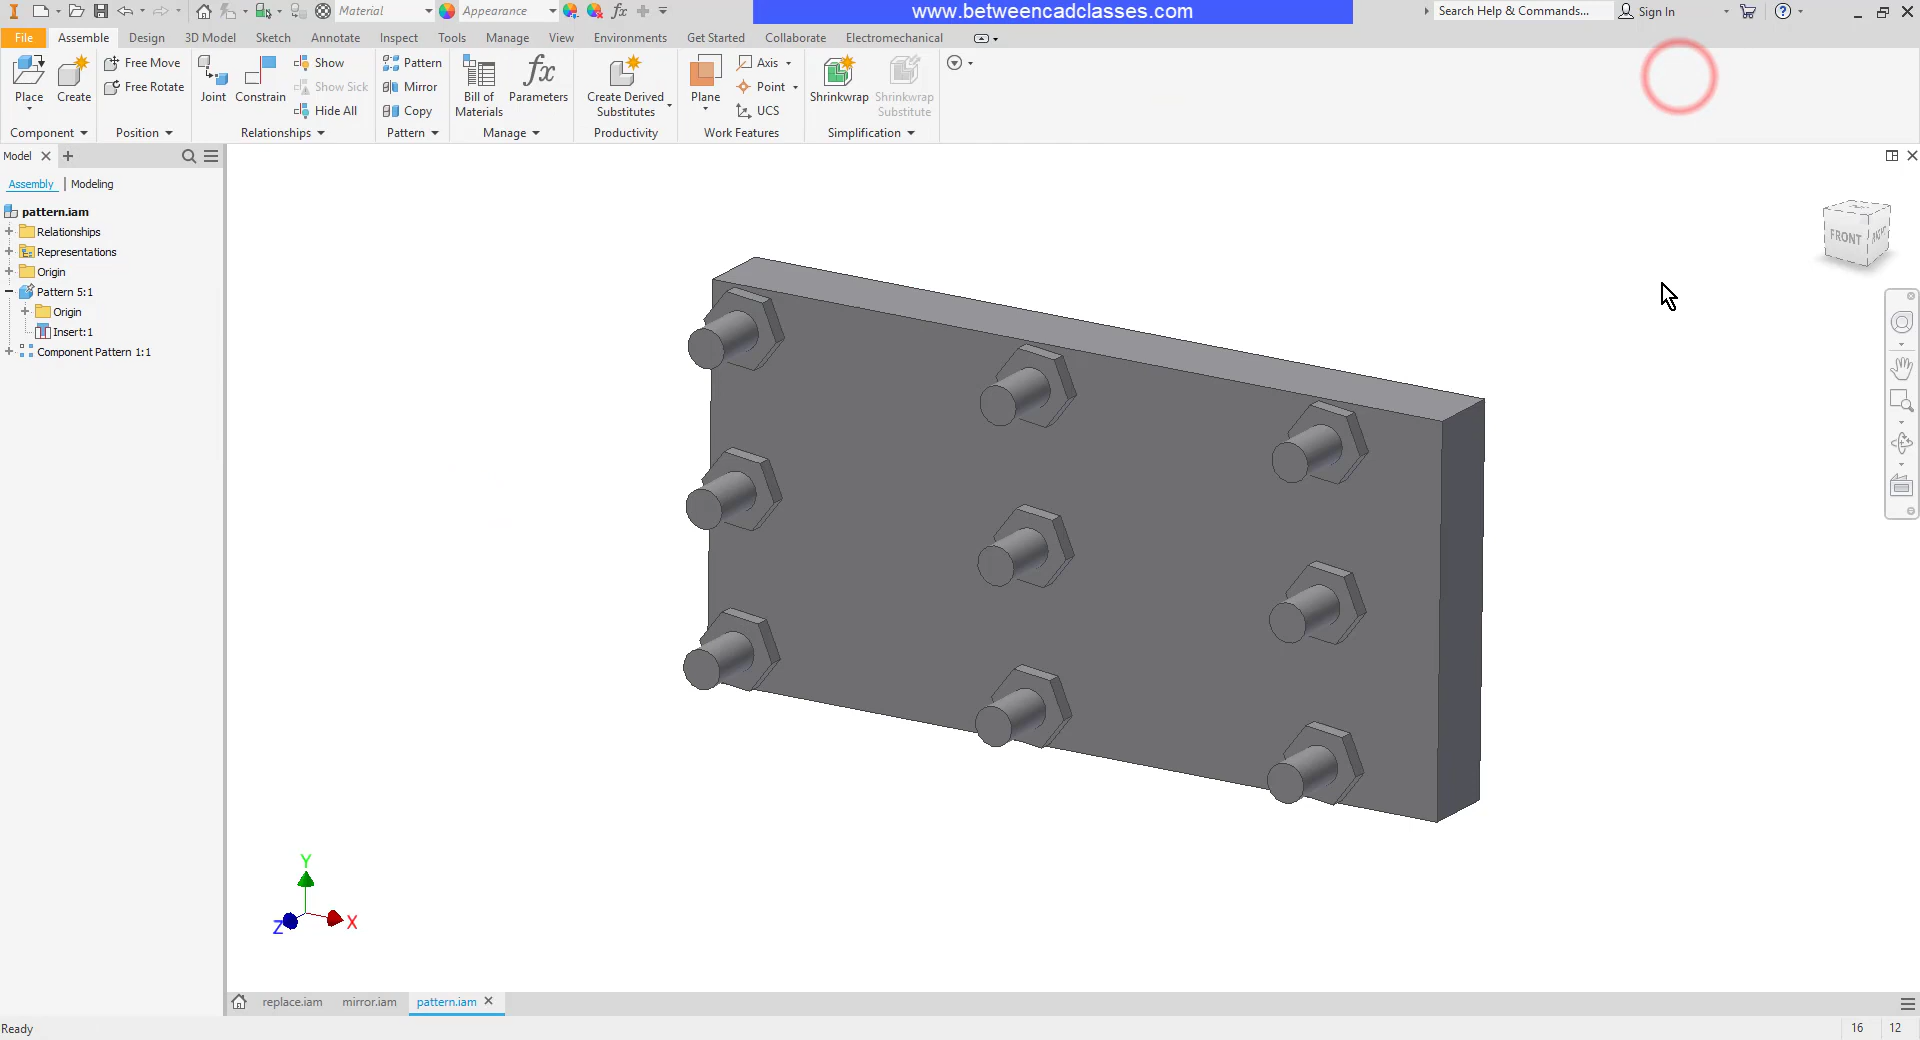 Material
Appearance
fx
www.betweencadclasses.com
Search Help & Commands...
Sign In
File
Assemble
Design
3D Model
Sketch
Annotate
Inspect
Tools
Manage
View
Environments
Get Started
Collaborate
Electromechanical
Place
Create
Free Move
Free Rotate
Joint
Constrain
Show
Show Sick
Hide All
Pattern
Mirror
Copy
Bill of
Materials
fx
Parameters
Create Derived
Substitutes
Plane
Axis
Point
UCS
Shrinkwrap
Shrinkwrap
Substitute
Component
Position
Relationships
Pattern
Manage
Productivity
Work Features
Simplification
Model
Assembly
Modeling
pattern.iam
Relationships
Representations
Origin
Pattern 5:1
Origin
Insert:1
Component Pattern 1:1
FRONT
RIGHT
Y
Z
X
replace.iam
mirror.iam
pattern.iam
Ready
16
12